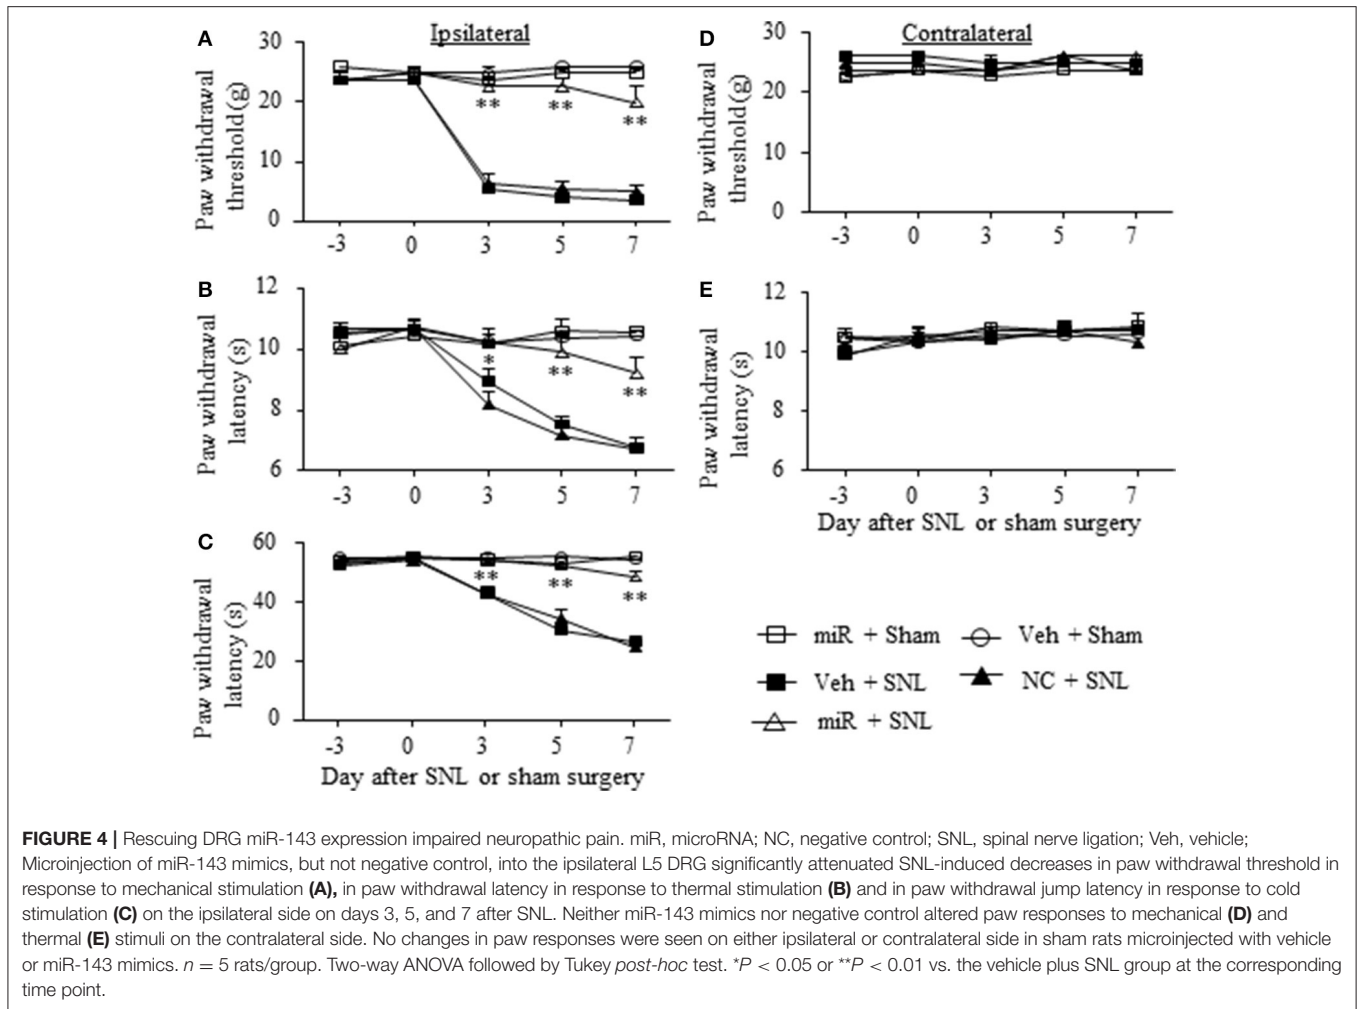 A
Ipsilateral
Paw withdrawal
threshold (g)
30
20
10
0
-3 0 3 5 7
** ** **
D
Contralateral
Paw withdrawal
threshold (g)
30
20
10
0
-3 0 3 5 7
B
Paw withdrawal
latency (s)
12
10
8
6
-3 0 3 5 7
* ** **
E
Paw withdrawal
latency (s)
12
10
8
6
-3 0 3 5 7
Day after SNL or sham surgery
C
Paw withdrawal
latency (s)
60
40
20
0
-3 0 3 5 7
** ** **
Day after SNL or sham surgery
miR + Sham Veh + Sham
Veh + SNL NC + SNL
miR + SNL
FIGURE 4 | Rescuing DRG miR-143 expression impaired neuropathic pain. miR, microRNA; NC, negative control; SNL, spinal nerve ligation; Veh, vehicle;
Microinjection of miR-143 mimics, but not negative control, into the ipsilateral L5 DRG significantly attenuated SNL-induced decreases in paw withdrawal threshold in
response to mechanical stimulation (A), in paw withdrawal latency in response to thermal stimulation (B) and in paw withdrawal jump latency in response to cold
stimulation (C) on the ipsilateral side on days 3, 5, and 7 after SNL. Neither miR-143 mimics nor negative control altered paw responses to mechanical (D) and
thermal (E) stimuli on the contralateral side. No changes in paw responses were seen on either ipsilateral or contralateral side in sham rats microinjected with vehicle
or miR-143 mimics. n = 5 rats/group. Two-way ANOVA followed by Tukey post-hoc test. *P < 0.05 or **P < 0.01 vs. the vehicle plus SNL group at the corresponding
time point.